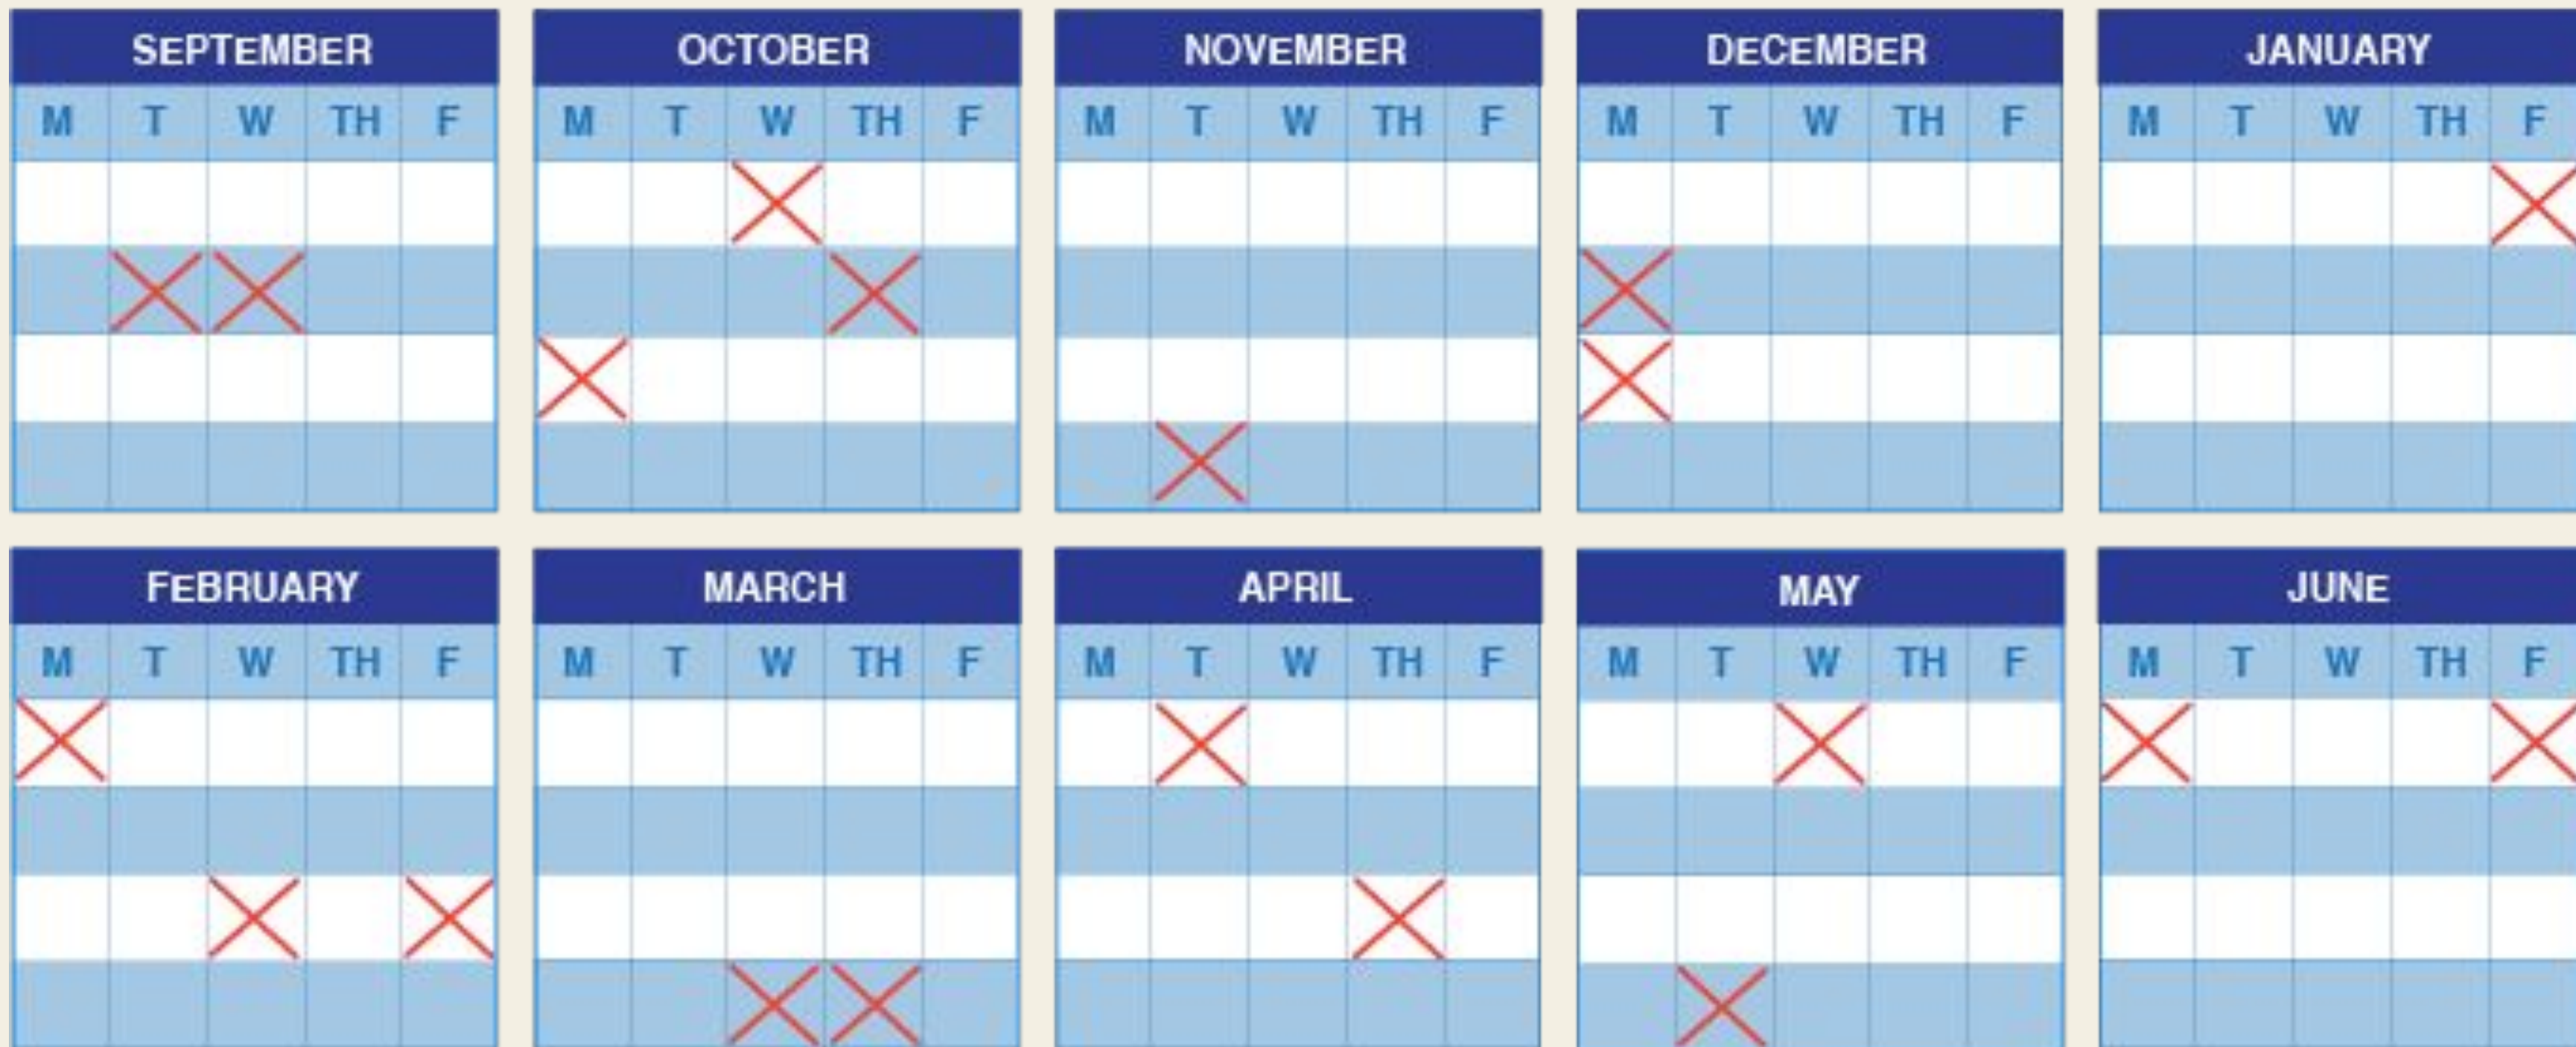 SEPTEMBER OCTOBER NOVEMBER DECEMBER JANUARY
M T W TH F M T W TH F M T W TH F M T W TH F M T W TH F
FEBRUARY MARCH APRIL MAY JUNE
M T W TH F M T W TH F M T W TH F M T W TH F M T W TH F